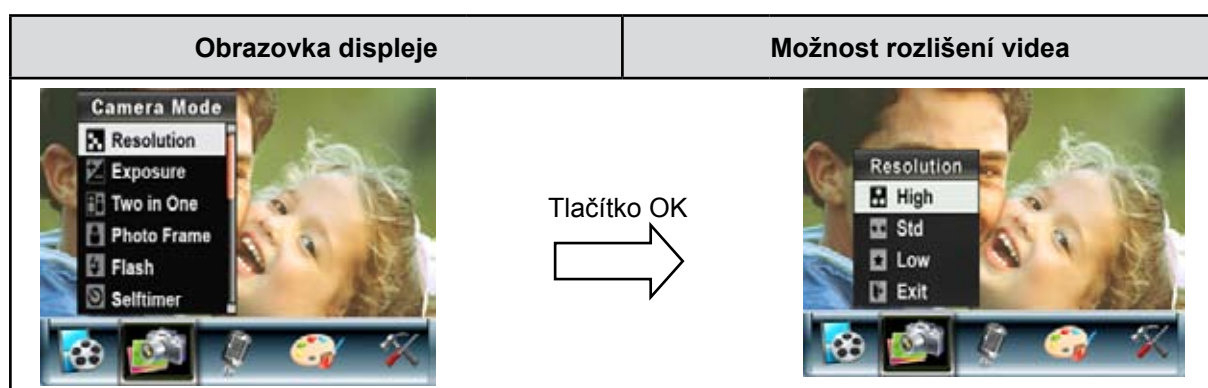 Obrazovka displeje
Možnost rozlišení videa
Camera Mode
Resolution
Exposure
Two in One
Photo Frame
Flash
Selftimer
Tlačítko OK
Resolution
High
Std
Low
Exit